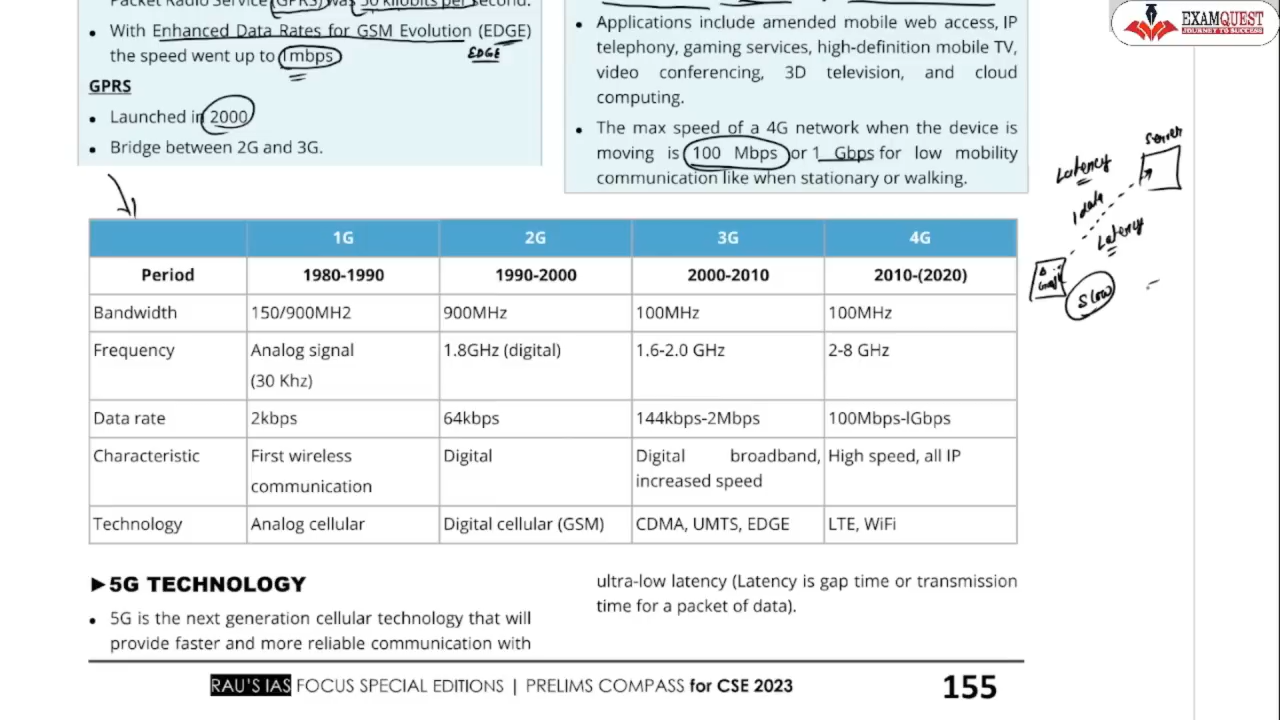 Packet Radio Service (GPRS) was 50 kilobits per second.
• With Enhanced Data Rates for GSM Evolution (EDGE)
the speed went up to 1mbps
EDGE
GPRS
• Launched in 2000
• Bridge between 2G and 3G.
• Applications include amended mobile web access, IP
telephony, gaming services, high-definition mobile TV,
video conferencing, 3D television, and cloud
computing.
• The max speed of a 4G network when the device is
moving is 100 Mbps or 1 Gbps for low mobility
communication like when stationary or walking.
EXAMQUEST
JOURNEY TO SUCCESS
Server
Latency
1 date
Latency
Slow
1G 2G 3G 4G
Period 1980-1990 1990-2000 2000-2010 2010-(2020)
Bandwidth 150/900MH2 900MHz 100MHz 100MHz
Frequency Analog signal 1.8GHz (digital) 1.6-2.0 GHz 2-8 GHz
(30 Khz)
Data rate 2kbps 64kbps 144kbps-2Mbps 100Mbps-lGbps
Characteristic First wireless Digital Digital broadband, High speed, all IP
communication increased speed
Technology Analog cellular Digital cellular (GSM) CDMA, UMTS, EDGE LTE, WiFi
►5G TECHNOLOGY
• 5G is the next generation cellular technology that will
provide faster and more reliable communication with
ultra-low latency (Latency is gap time or transmission
time for a packet of data).
RAU'S IAS FOCUS SPECIAL EDITIONS | PRELIMS COMPASS for CSE 2023
155